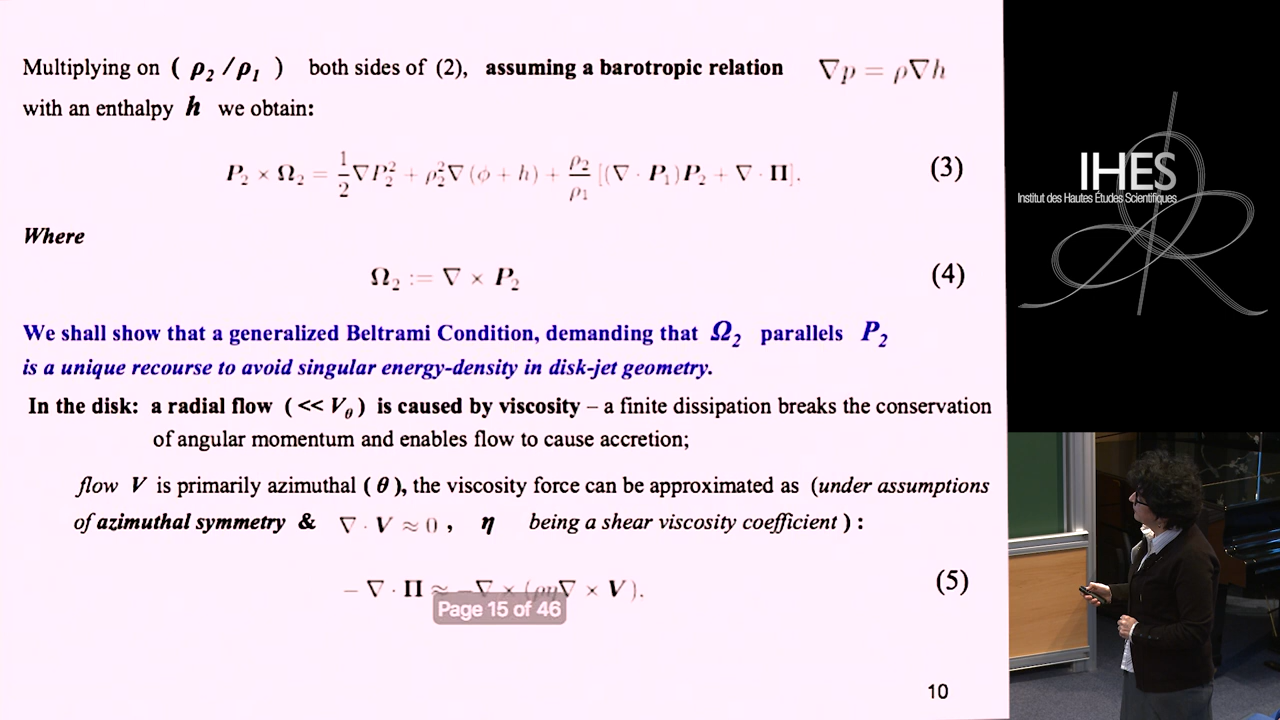 Multiplying on ( ρ₂ /ρ₁ ) both sides of (2), assuming a barotropic relation ∇p = ρ∇h
with an enthalpy h we obtain:
P₂ × Ω₂ = 1/2 ∇P₂² + ρ₂²∇(ϕ + h) + ρ₂/ρ₁ [(∇ · P₁)P₂ + ∇ · Π]. (3)
Where
Ω₂ := ∇ × P₂ (4)
We shall show that a generalized Beltrami Condition, demanding that Ω₂ parallels P₂
is a unique recourse to avoid singular energy-density in disk-jet geometry.
In the disk: a radial flow ( << V_θ ) is caused by viscosity – a finite dissipation breaks the conservation
of angular momentum and enables flow to cause accretion;
flow V is primarily azimuthal ( θ ), the viscosity force can be approximated as (under assumptions
of azimuthal symmetry & ∇ · V ≈ 0 , η being a shear viscosity coefficient ) :
− ∇ · Π ≈ −∇ × (ρη∇ × V). (5)
Page 15 of 46
10
IHES
Institut des Hautes Études Scientifiques